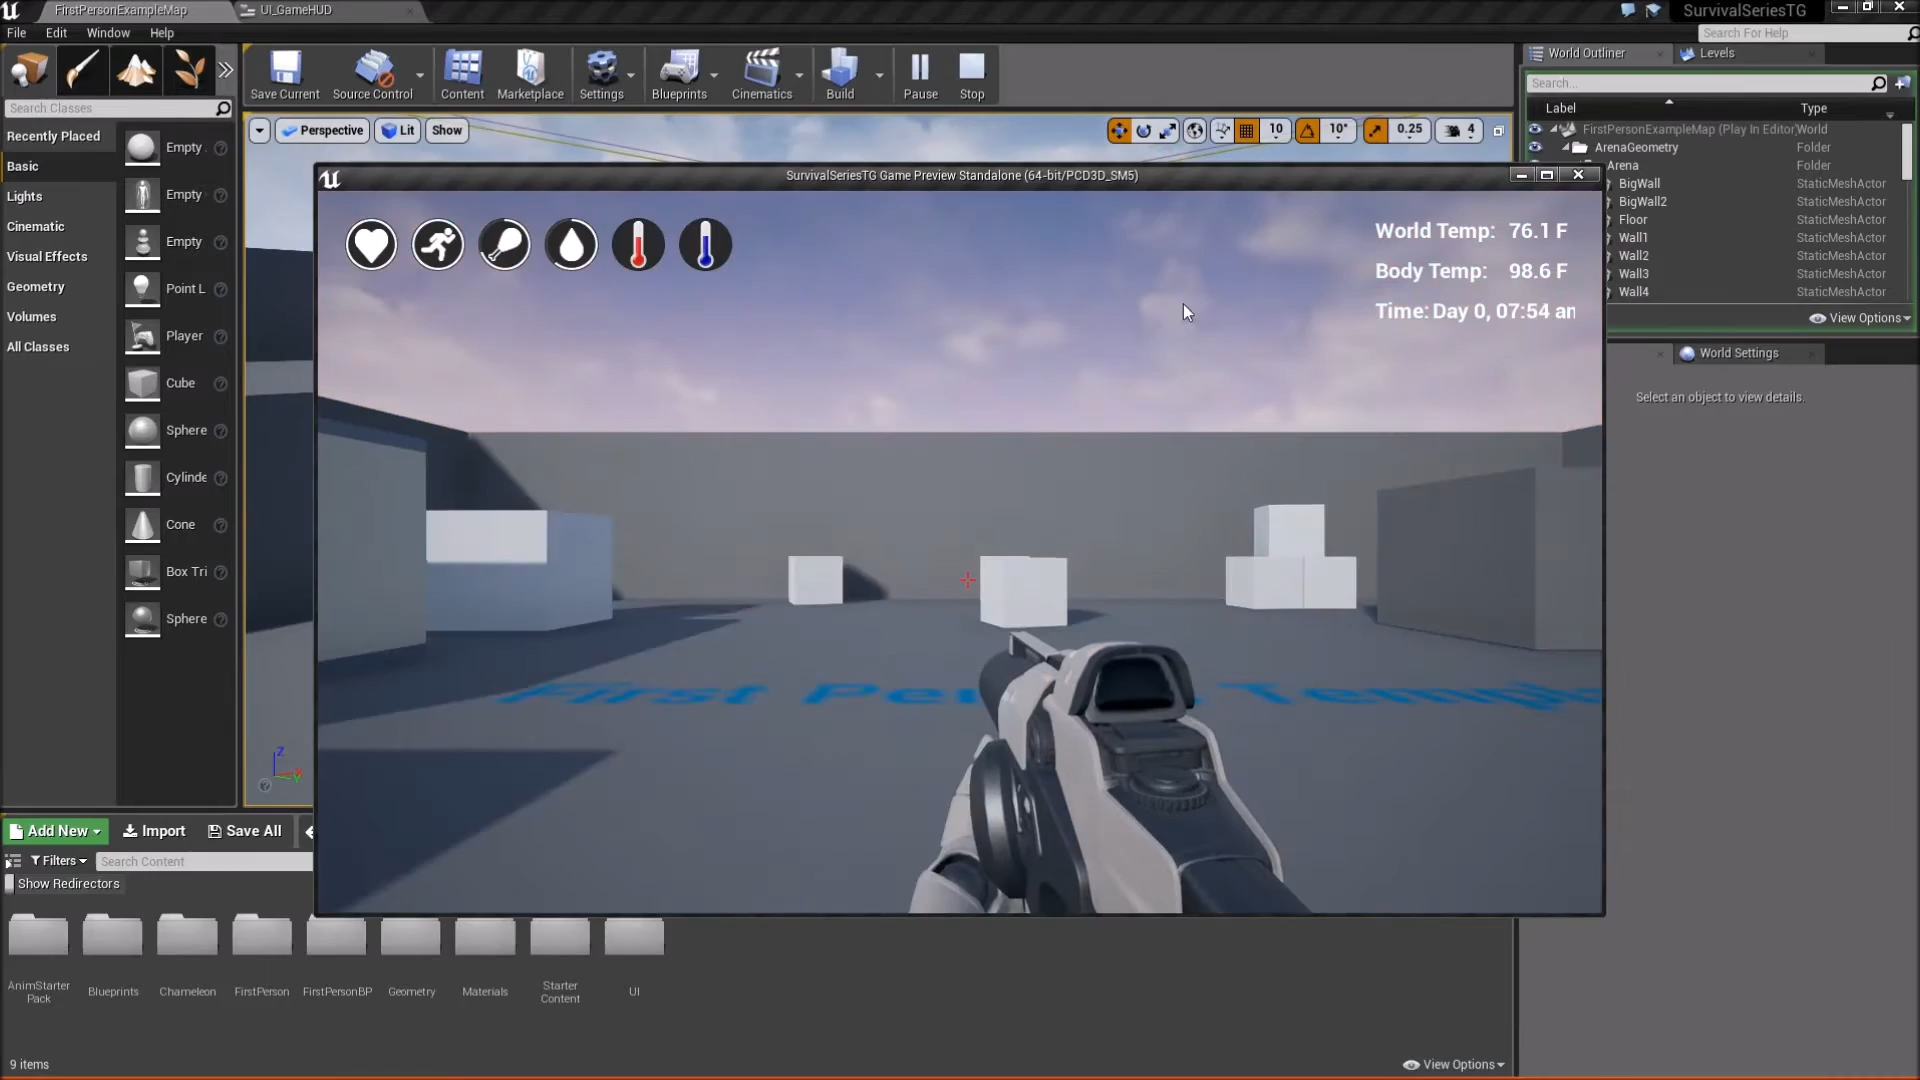 FirstPersonExampleMap
UI_GameHUD
SurvivalSeriesTG
File Edit Window Help
Search For Help
Save Current
Source Control
Content
Marketplace
Settings
Blueprints
Cinematics
Build
Pause
Stop
World Outliner
Levels
Search...
Label
Type
FirstPersonExampleMap (Play In Editor) World
ArenaGeometry Folder
Arena Folder
BigWall StaticMeshActor
BigWall2 StaticMeshActor
Floor StaticMeshActor
Wall1 StaticMeshActor
Wall2 StaticMeshActor
Wall3 StaticMeshActor
Wall4 StaticMeshActor
View Options
World Settings
Select an object to view details.
Search Classes
Recently Placed
Basic
Lights
Cinematic
Visual Effects
Geometry
Volumes
All Classes
Empty
Empty
Empty
Point L
Player
Cube
Sphere
Cylinde
Cone
Box Tri
Sphere
Perspective
Lit
Show
10
10°
0.25
4
SurvivalSeriesTG Game Preview Standalone (64-bit/PCD3D_SM5)
World Temp: 76.1 F
Body Temp: 98.6 F
Time: Day 0, 07:54 am
First Pe
Templa
Add New
Import
Save All
Filters
Search Content
Show Redirectors
AnimStarter
Pack
Blueprints
Chameleon
FirstPerson
FirstPersonBP
Geometry
Materials
Starter
Content
UI
9 items
View Options